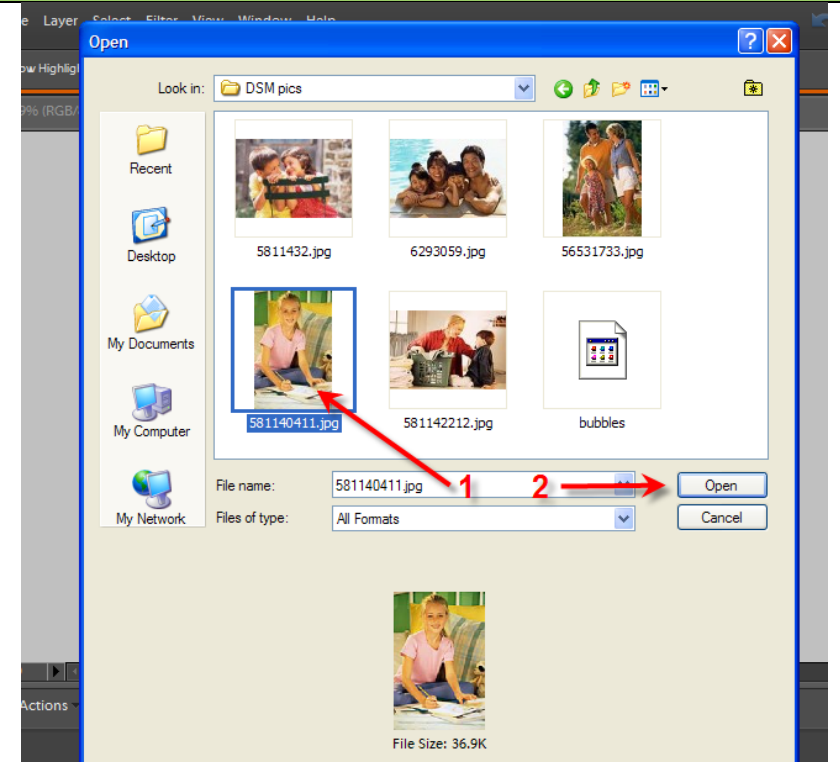 Layer Select Filter View Window Help
Open
Look in: DSM pics
Recent
Desktop
My Documents
My Computer
My Network
5811432.jpg 6293059.jpg 56531733.jpg
581140411.jpg 581142212.jpg bubbles
File name: 581140411.jpg 1 2 Open
Files of type: All Formats Cancel
Actions
File Size: 36.9K